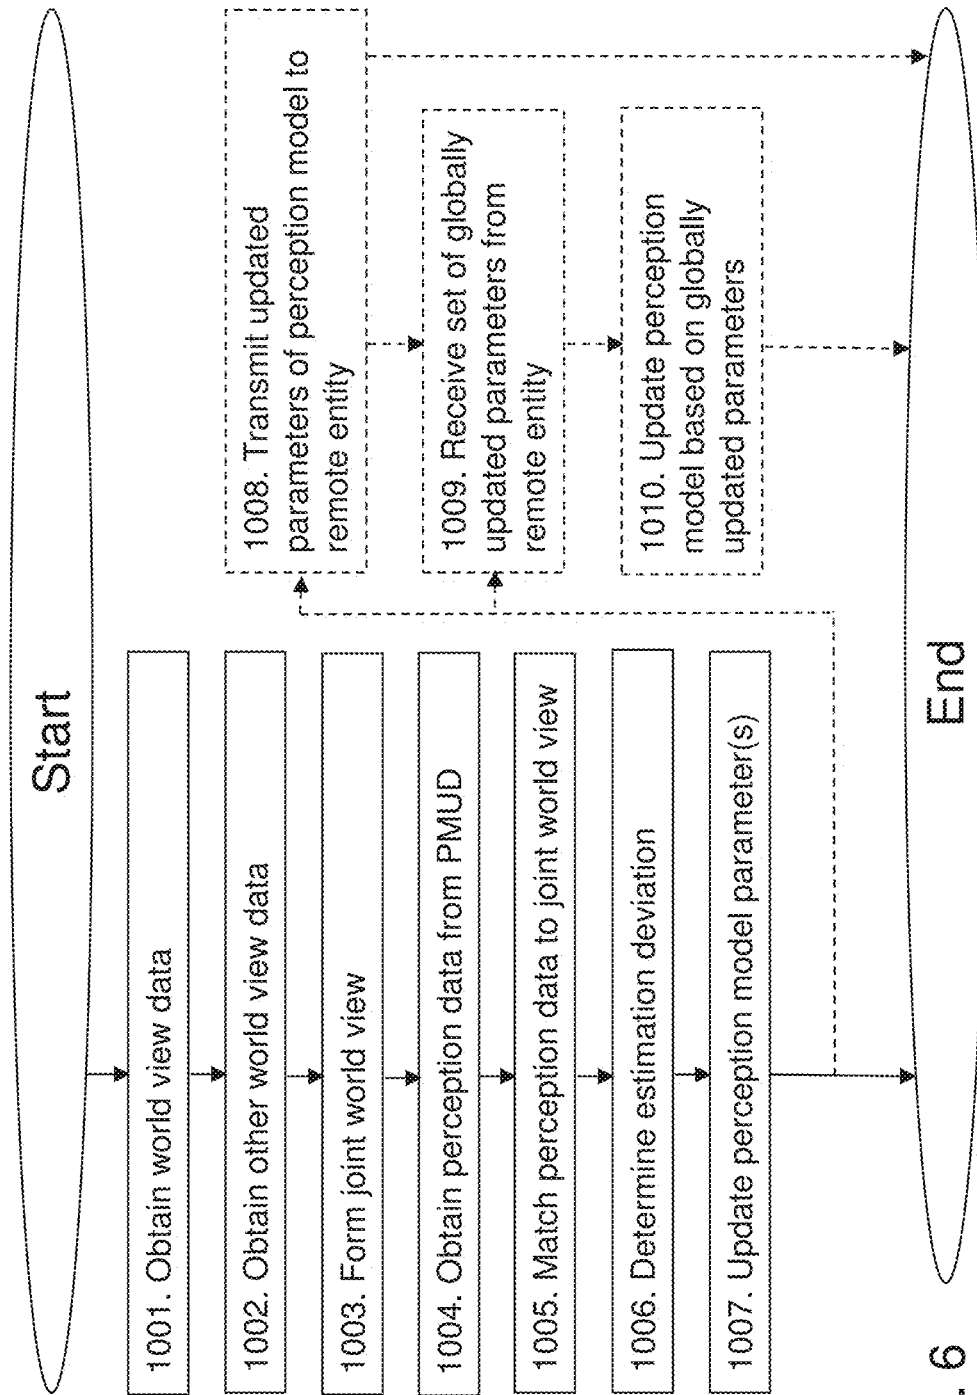 Start
1001. Obtain world view data
1002. Obtain other world view data
1003. Form joint world view
1004. Obtain perception data from PMUD
1005. Match perception data to joint world view
1006. Determine estimation deviation
1007. Update perception model parameter(s)
1008. Transmit updated
parameters of perception model to
remote entity
1009. Receive set of globally
updated parameters from
remote entity
1010. Update perception
model based on globally
updated parameters
End
. 6